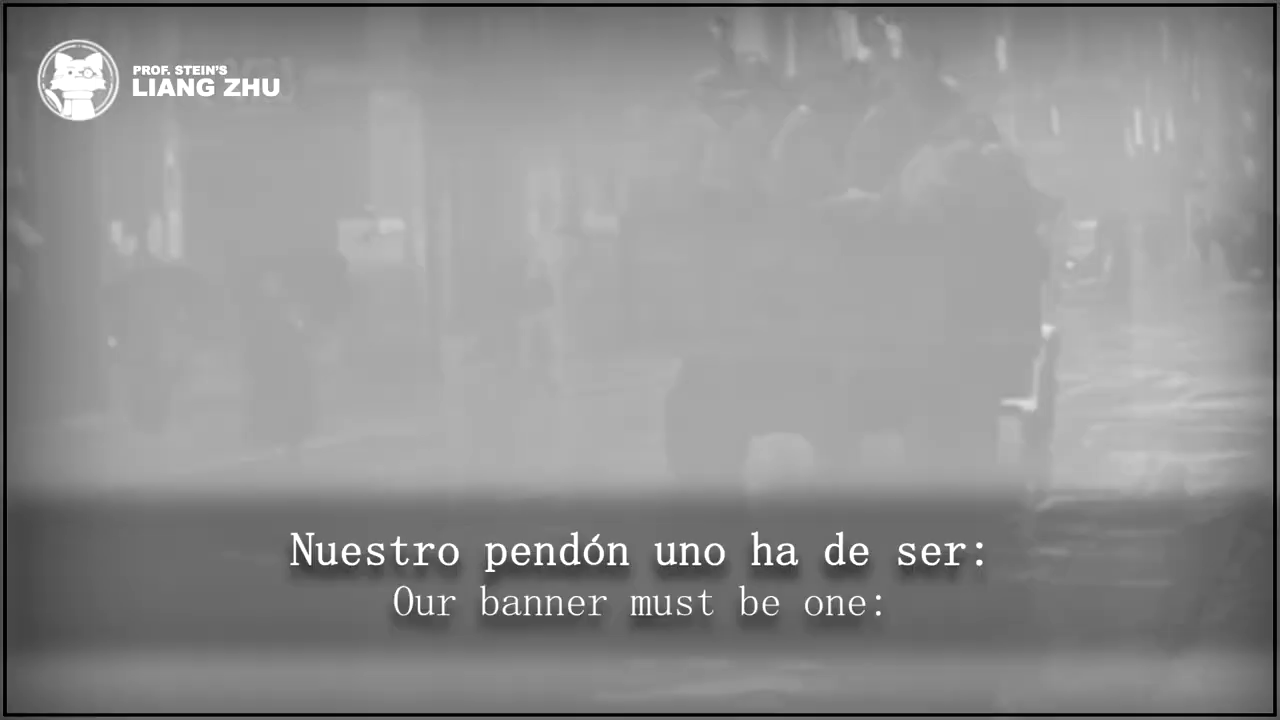 PROF. STEIN'S
LIANG ZHU
Nuestro pendón uno ha de ser:
Our banner must be one: